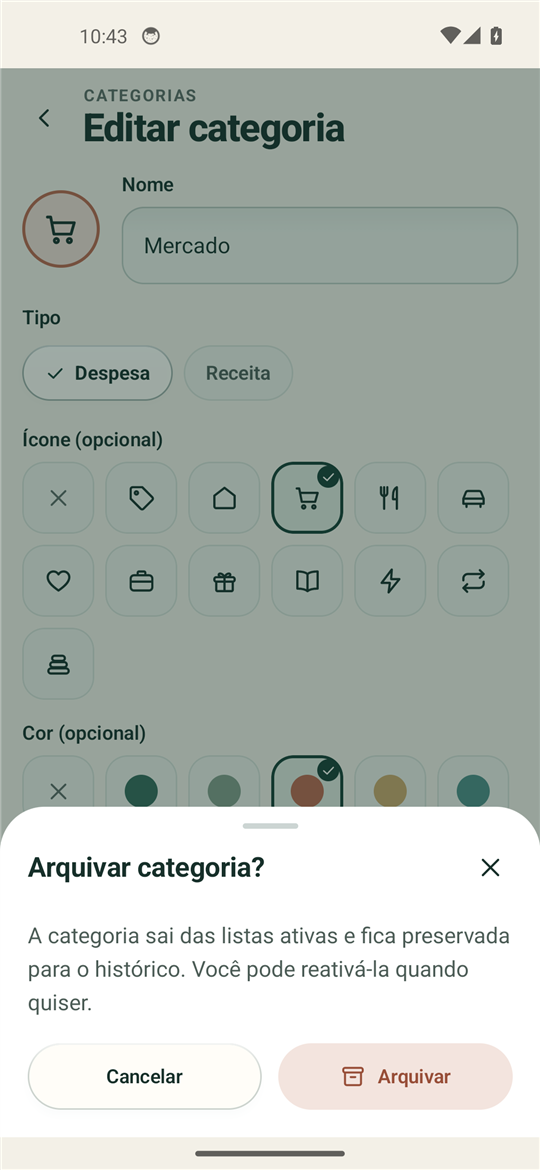 10:43
CATEGORIAS
Editar categoria
Nome
Mercado
Tipo
Despesa
Receita
Ícone (opcional)
Cor (opcional)
Arquivar categoria?
A categoria sai das listas ativas e fica preservada
para o histórico. Você pode reativá-la quando
quiser.
Cancelar
Arquivar